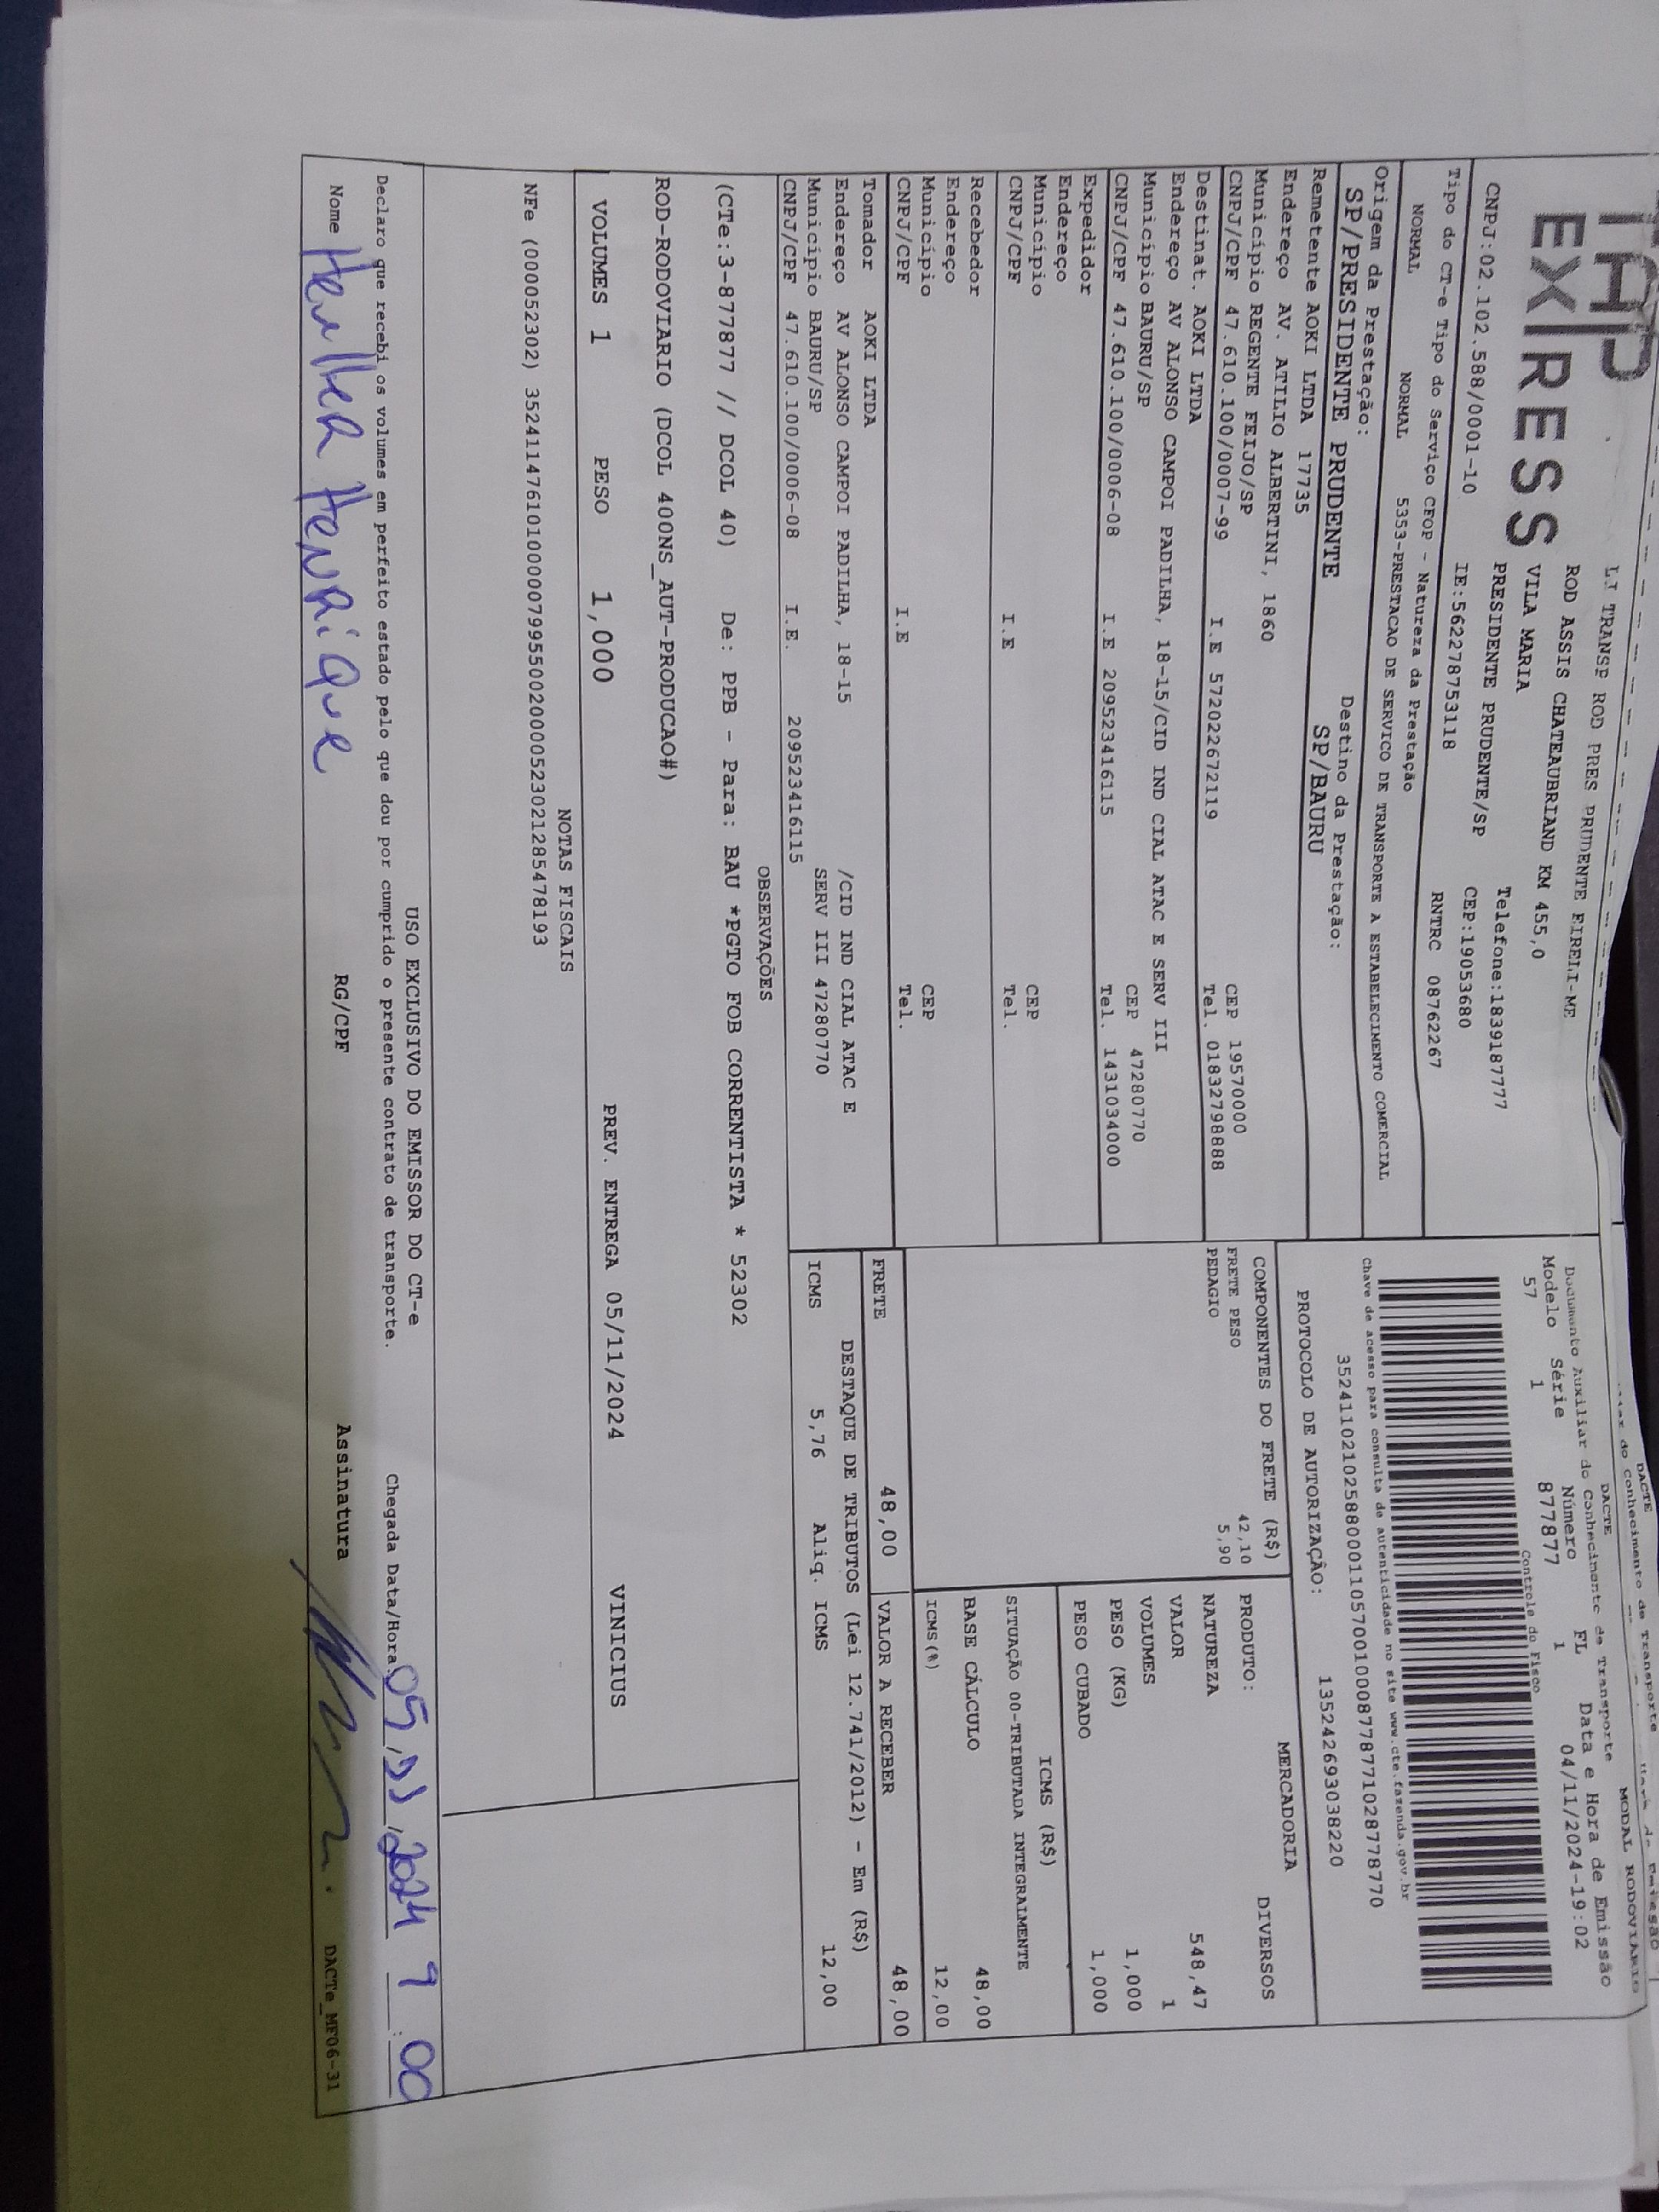 EXPRESS
LJ TRANSP ROD PRES PRUDENTE EIRELI-ME
ROD ASSIS CHATEAUBRIAND KM 455,0
VILA MARIA
PRESIDENTE PRUDENTE/SP Telefone:1839187777
CNPJ:02.102.588/0001-10 IE:562278753118 CEP:19053680
Tipo do CT-e Tipo do Serviço CFOP - Natureza da Prestação RNTRC 08762267
NORMAL NORMAL 5353-PRESTACAO DE SERVICO DE TRANSPORTE A ESTABELECIMENTO COMERCIAL
Origem da Prestação: Destino da Prestação:
SP/PRESIDENTE PRUDENTE SP/BAURU
Remetente AOKI LTDA 17735
Endereço AV. ATILIO ALBERTINI, 1860
Município REGENTE FEIJO/SP CEP 19570000
CNPJ/CPF 47.610.100/0007-99 I.E 572022672119 Tel. 01832798888
Destinat. AOKI LTDA
Endereço AV ALONSO CAMPOI PADILHA, 18-15/CID IND CIAL ATAC E SERV III
Município BAURU/SP CEP 47280770
CNPJ/CPF 47.610.100/0006-08 I.E 209523416115 Tel. 1431034000
Expedidor
Endereço
Município CEP
CNPJ/CPF I.E Tel.
Recebedor
Endereço
Município CEP
CNPJ/CPF I.E Tel.
Tomador AOKI LTDA
Endereço AV ALONSO CAMPOI PADILHA, 18-15 /CID IND CIAL ATAC E
Município BAURU/SP SERV III 47280770
CNPJ/CPF 47.610.100/0006-08 I.E. 209523416115
DACTE
Documento Auxiliar do Conhecimento de Transporte MODAL RODOVIARIO
Modelo Série Número FL Data e Hora de Emissão
57 1 877877 1 04/11/2024-19:02
Controle do Fisco
Chave de acesso para consulta de autenticidade no site www.cte.fazenda.gov.br
35241102102588000110570010008778771028778770
PROTOCOLO DE AUTORIZAÇÃO: 135242693038220
COMPONENTES DO FRETE (R$)
FRETE PESO 42,10
PEDAGIO 5,90
MERCADORIA
PRODUTO: DIVERSOS
NATUREZA
VALOR 548,47
VOLUMES 1
PESO (KG) 1,000
PESO CUBADO 1,000
ICMS (R$)
SITUAÇÃO 00-TRIBUTADA INTEGRALMENTE
BASE CÁLCULO 48,00
ICMS(%) 12,00
FRETE 48,00 VALOR A RECEBER 48,00
DESTAQUE DE TRIBUTOS (Lei 12.741/2012) - Em (R$)
ICMS 5,76 Aliq. ICMS 12,00
OBSERVAÇÕES
(CTe:3-877877 // DCOL 40) De: PPB - Para: BAU *PGTO FOB CORRENTISTA * 52302
ROD-RODOVIARIO (DCOL 400NS_AUT-PRODUCAO#)
VOLUMES 1 PESO 1,000 PREV. ENTREGA 05/11/2024 VINICIUS
NOTAS FISCAIS
NFe (000052302) 35241147610100000799550020000523021285478193
USO EXCLUSIVO DO EMISSOR DO CT-e
Declaro que recebi os volumes em perfeito estado pelo que dou por cumprido o presente contrato de transporte. Chegada Data/Hora 05/11/2024 9:00
Nome Henrique RG/CPF Assinatura DACTe_MF06-31